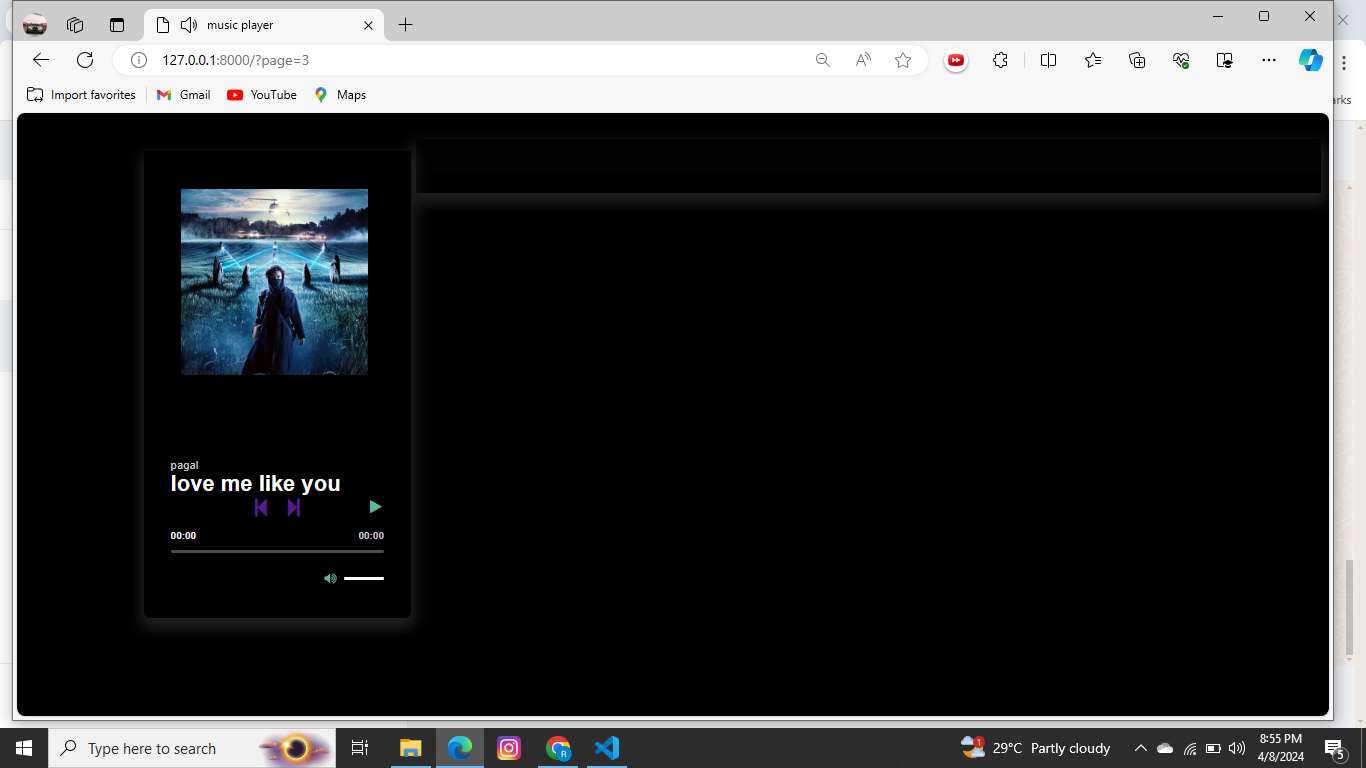 music player
127.0.0.1:8000/?page=3
Import favorites
Gmail
YouTube
Maps
arks
pagal
love me like you
00:00
00:00
Type here to search
R
1
29°C Partly cloudy
8:55 PM
4/8/2024
5